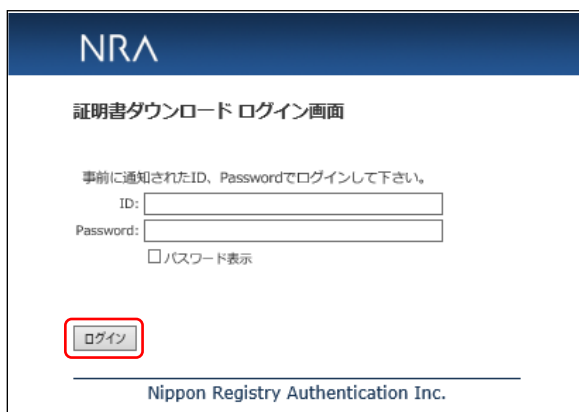 NRA
証明書ダウンロード ログイン画面
事前に通知されたID、Passwordでログインして下さい。
ID:
Password:
パスワード表示
ログイン
Nippon Registry Authentication Inc.